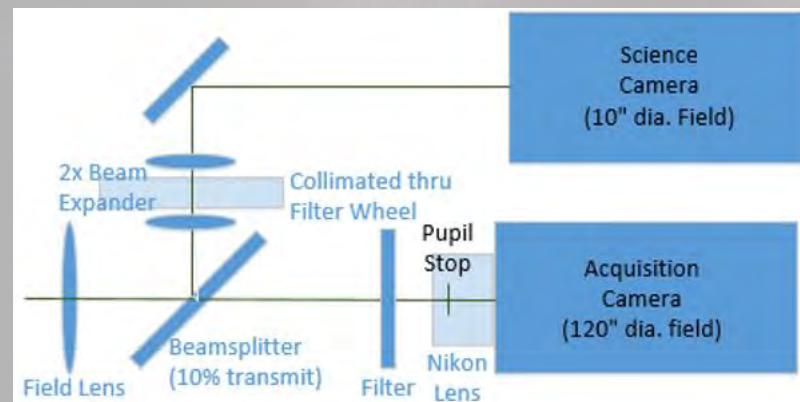 Science
Camera
(10" dia. Field)
2x Beam
Expander
Collimated thru
Filter Wheel
Pupil
Stop
Acquisition
Camera
(120" dia. field)
Beamsplitter
(10% transmit)
Field Lens
Filter
Nikon
Lens